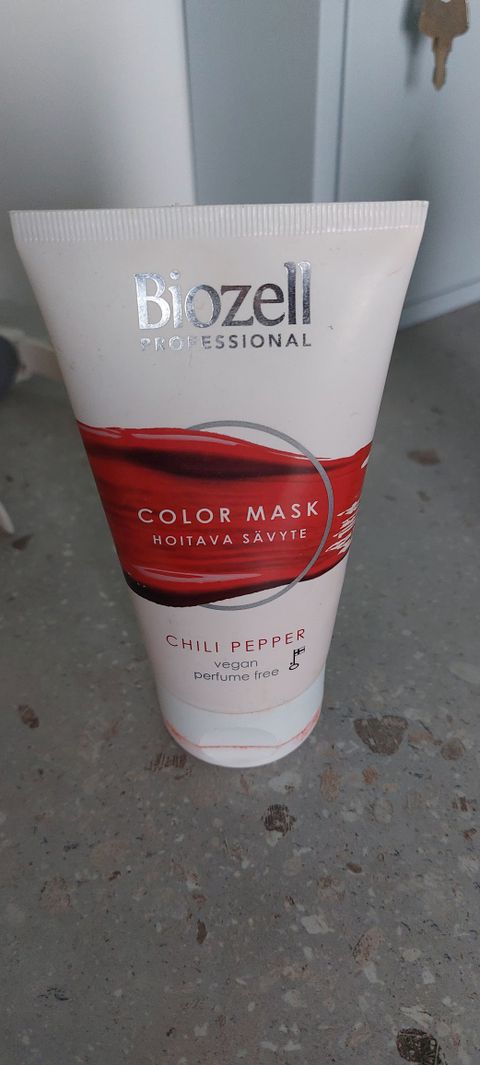 Biozell
PROFESSIONAL
COLOR MASK
HOITAVA SÄVYTE
CHILI PEPPER
vegan
perfume free